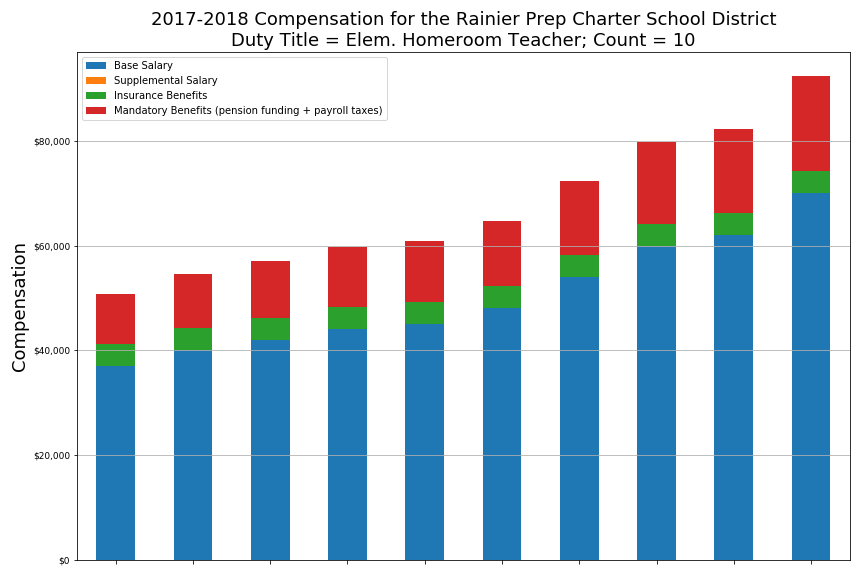 2017-2018 Compensation for the Rainier Prep Charter School District
Duty Title = Elem. Homeroom Teacher; Count = 10
Base Salary
Supplemental Salary
Insurance Benefits
Mandatory Benefits (pension funding + payroll taxes)
Compensation
$80,000
$60,000
$40,000
$20,000
$0